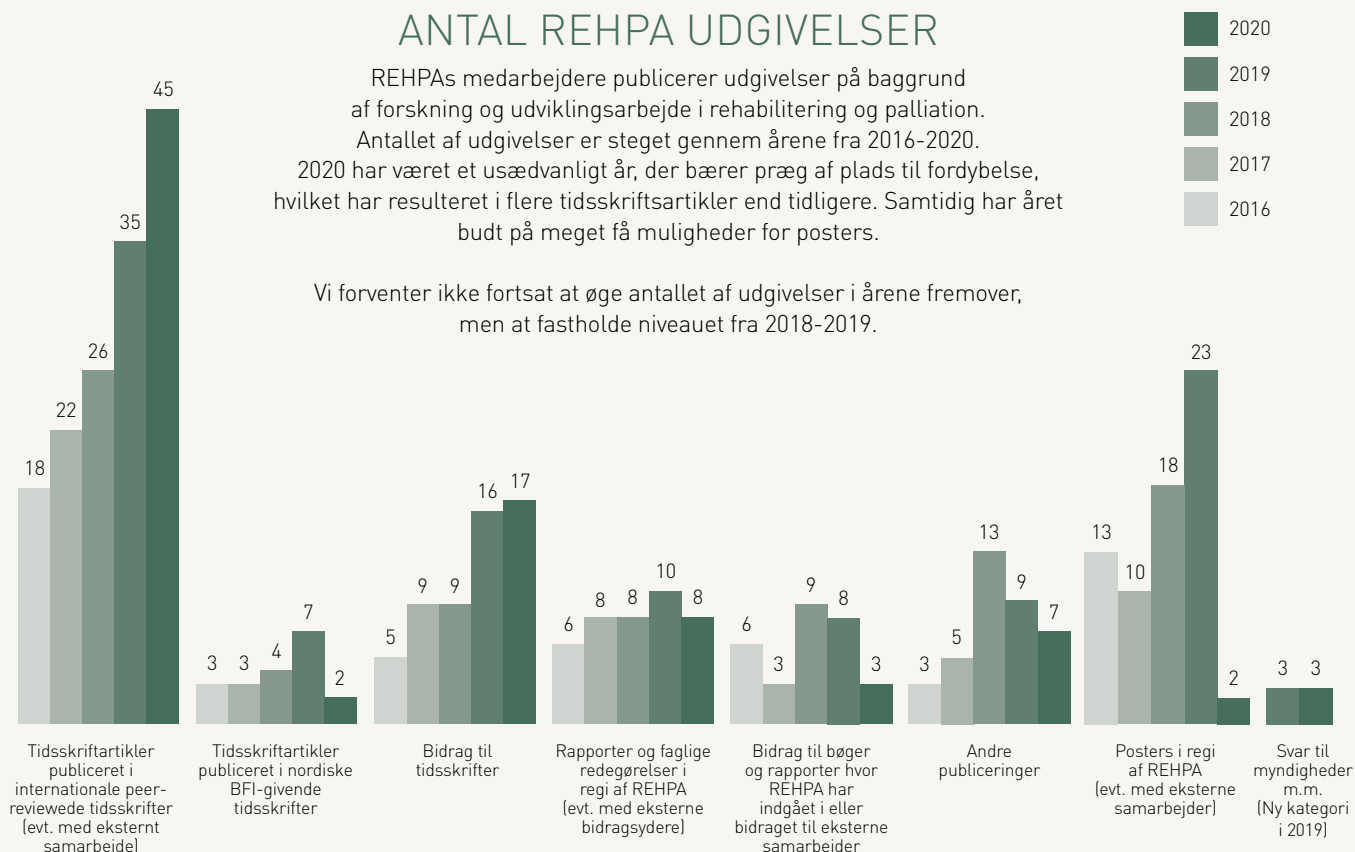 ANTAL REHPA UDGIVELSER
REHPAs medarbejdere publicerer udgivelser på baggrund
af forskning og udviklingsarbejde i rehabilitering og palliation.
Antallet af udgivelser er steget gennem årene fra 2016-2020.
2020 har været et usædvanligt år, der bærer præg af plads til fordybelse,
hvilket har resulteret i flere tidsskriftsartikler end tidligere. Samtidig har året
budt på meget få muligheder for posters.
Vi forventer ikke fortsat at øge antallet af udgivelser i årene fremover,
men at fastholde niveauet fra 2018-2019.
2020
2019
2018
2017
2016
18 22 26 35 45
3 3 4 7 2
5 9 9 16 17
6 8 8 10 8
6 3 9 8 3
3 5 13 9 7
13 10 18 23 2
3 3
Tidsskriftartikler
publiceret i
internationale peer-
reviewede tidsskrifter
(evt. med eksternt
samarbejde)
Tidsskriftartikler
publiceret i nordiske
BFI-givende
tidsskrifter
Bidrag til
tidsskrifter
Rapporter og faglige
redegørelser i
regi af REHPA
(evt. med eksterne
bidragsydere)
Bidrag til bøger
og rapporter hvor
REHPA har
indgået i eller
bidraget til eksterne
samarbejder
Andre
publiceringer
Posters i regi
af REHPA
(evt. med eksterne
samarbejder)
Svar til
myndigheder
m.m.
(Ny kategori
i 2019)